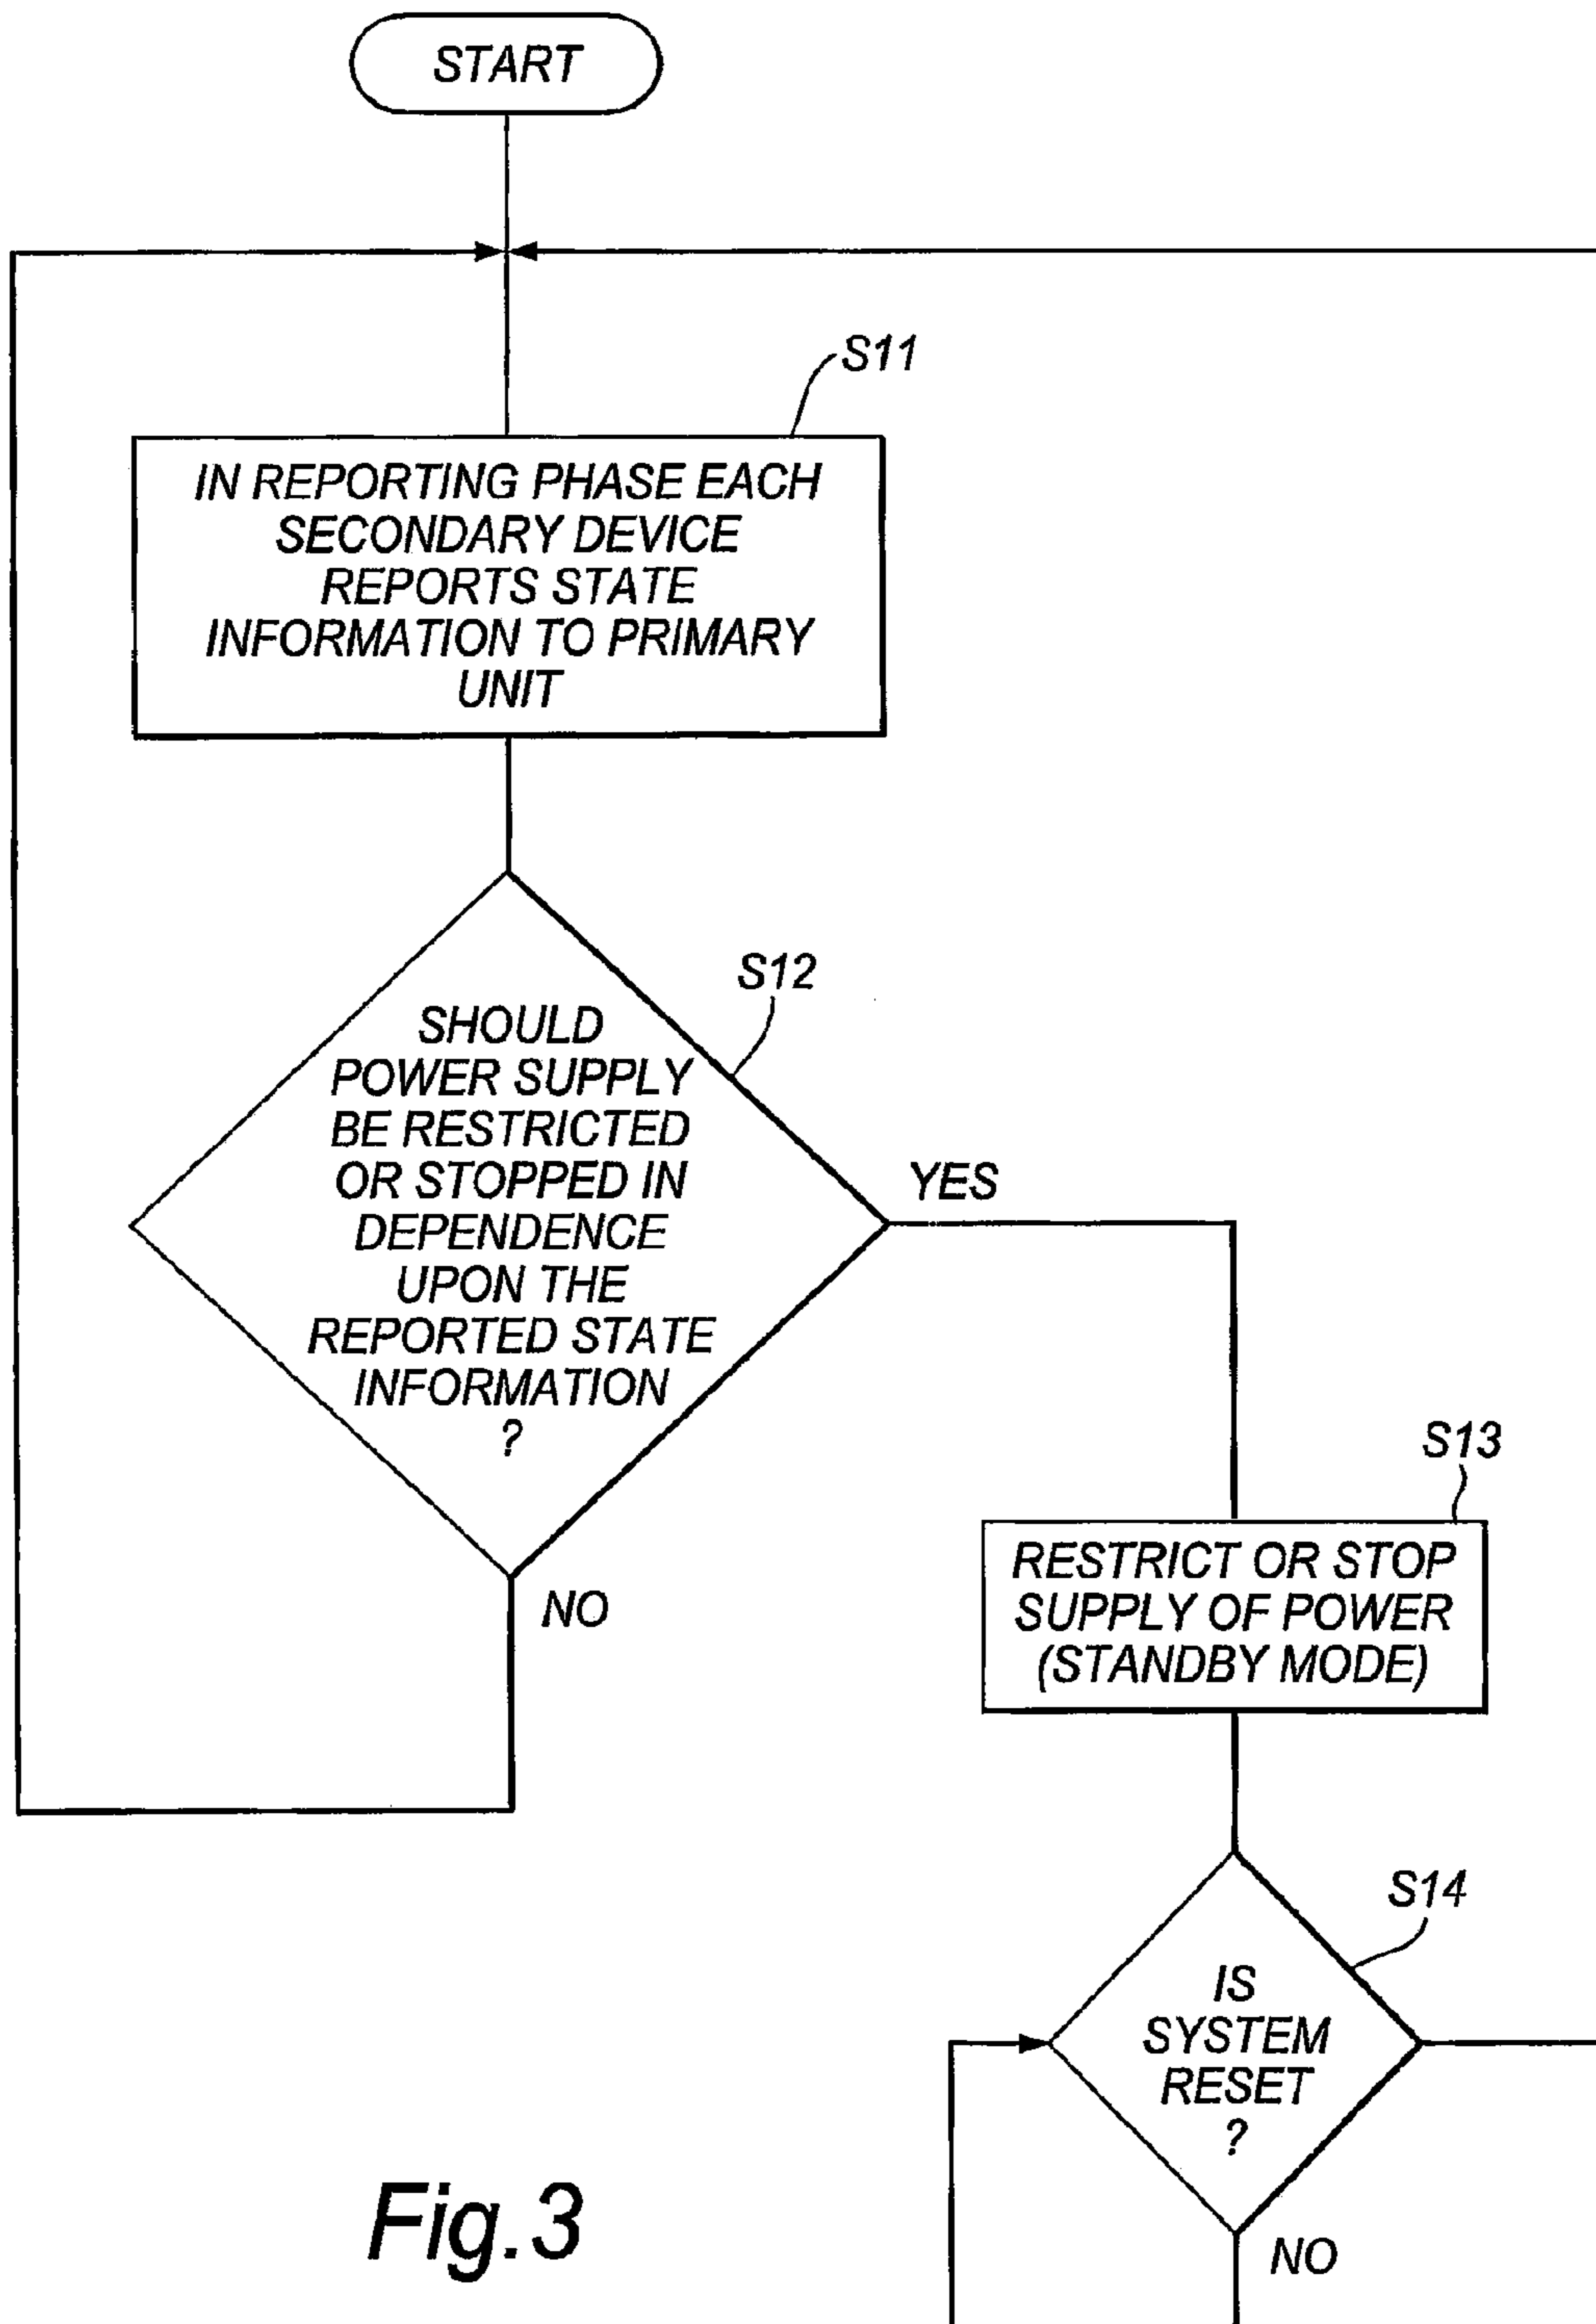 START
S11
IN REPORTING PHASE EACH
SECONDARY DEVICE
REPORTS STATE
INFORMATION TO PRIMARY
UNIT
S12
SHOULD
POWER SUPPLY
BE RESTRICTED
OR STOPPED IN
DEPENDENCE
UPON THE
REPORTED STATE
INFORMATION
?
YES
NO
S13
RESTRICT OR STOP
SUPPLY OF POWER
(STANDBY MODE)
S14
IS
SYSTEM
RESET
?
NO
Fig.3